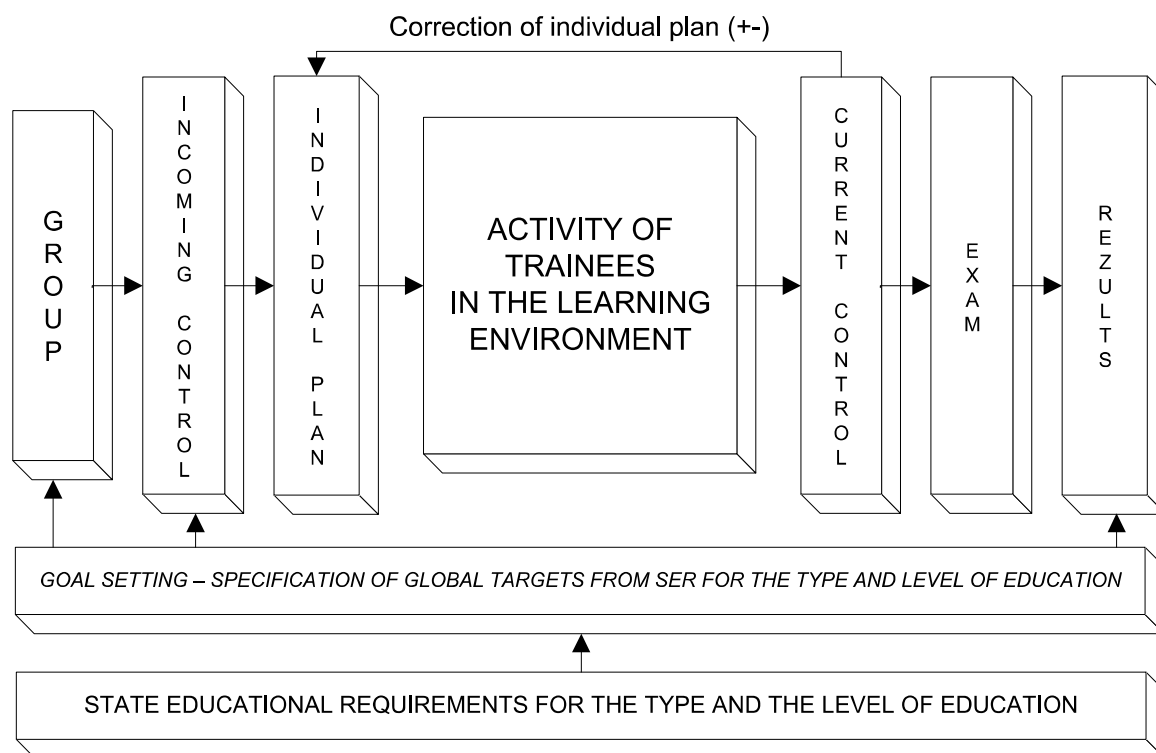 Correction of individual plan (+-)
GROUP
INCOMING CONTROL
INDIVIDUAL PLAN
ACTIVITY OF
TRAINEES
IN THE LEARNING
ENVIRONMENT
CURRENT CONTROL
EXAM
REZULTS
GOAL SETTING – SPECIFICATION OF GLOBAL TARGETS FROM SER FOR THE TYPE AND LEVEL OF EDUCATION
STATE EDUCATIONAL REQUIREMENTS FOR THE TYPE AND THE LEVEL OF EDUCATION